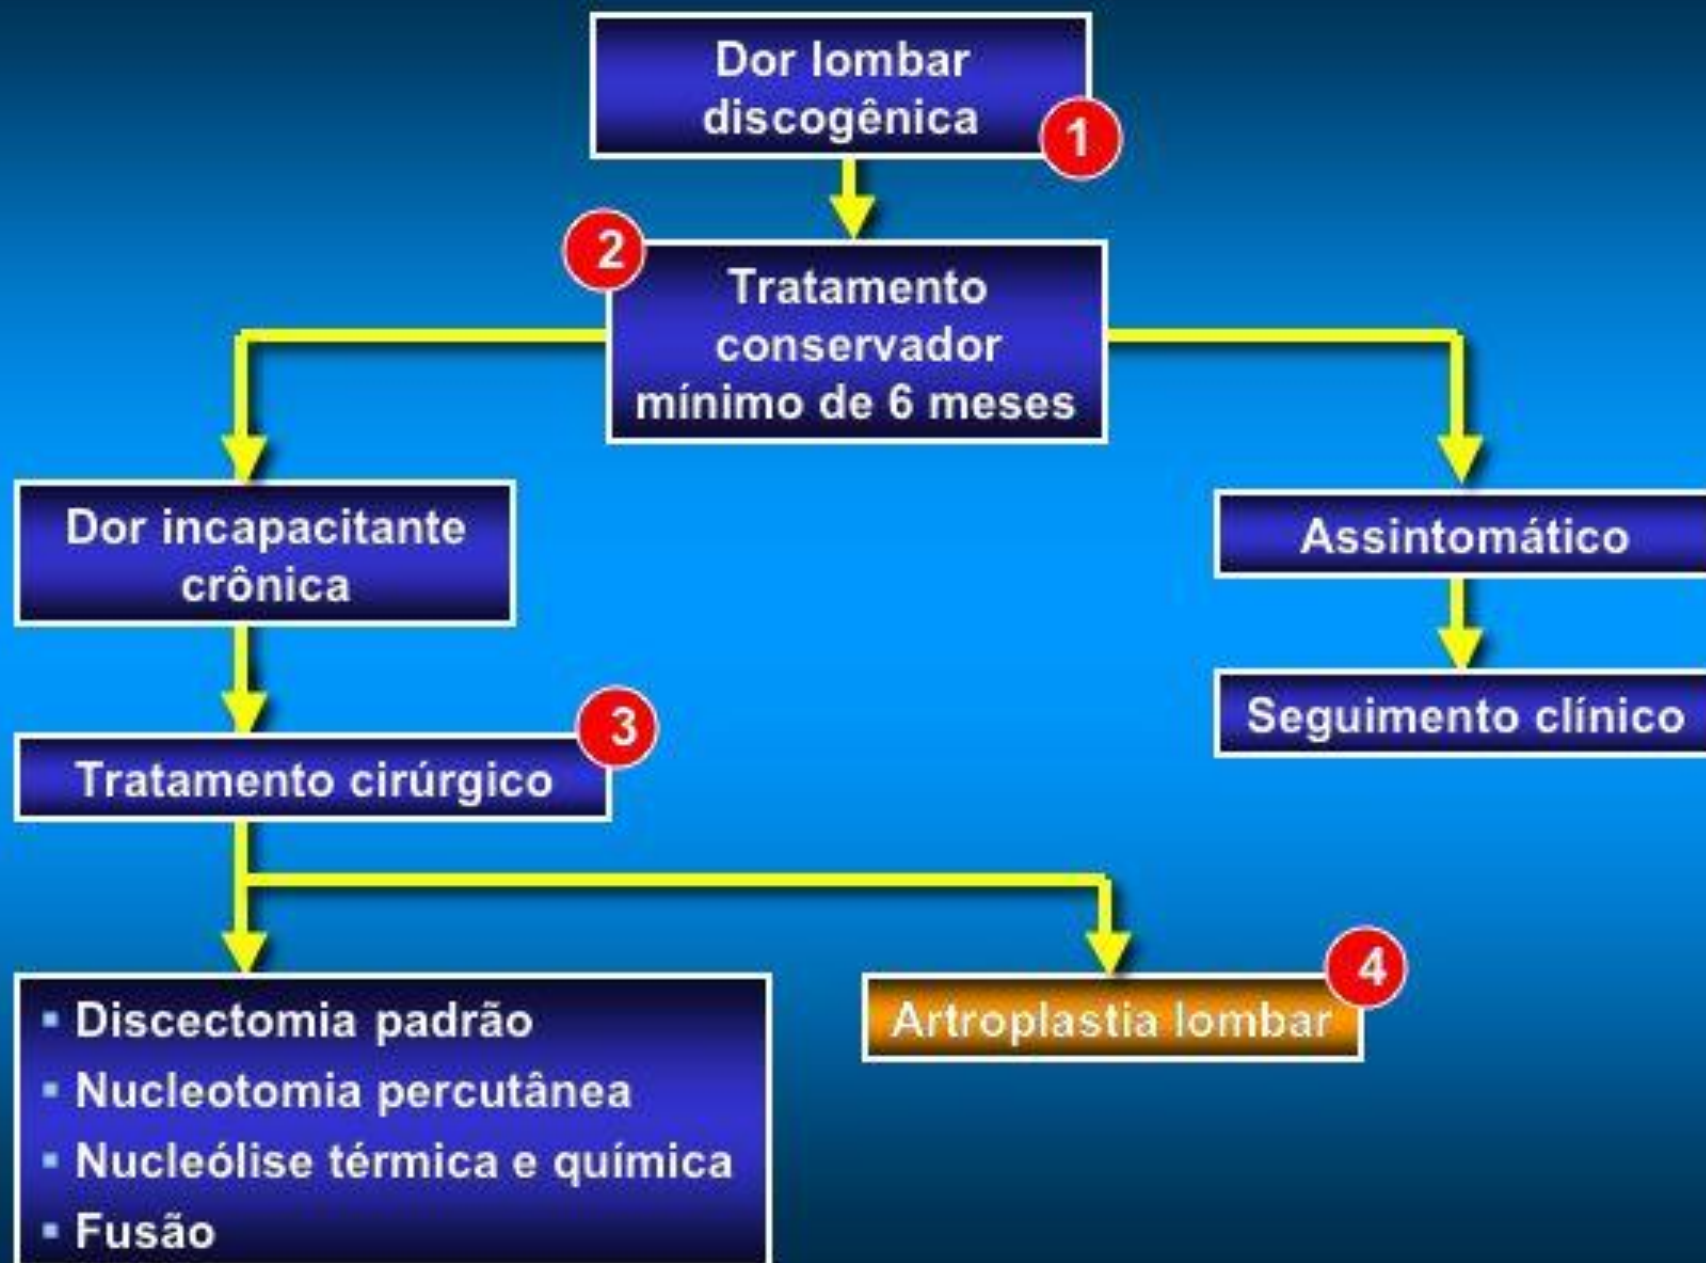 Dor lombar
discogênica
1
2
Tratamento
conservador
mínimo de 6 meses
Dor incapacitante
crônica
Assintomático
Seguimento clínico
3
Tratamento cirúrgico
4
▪ Discectomia padrão
▪ Nucleotomia percutânea
▪ Nucleólise térmica e química
▪ Fusão
Artroplastia lombar